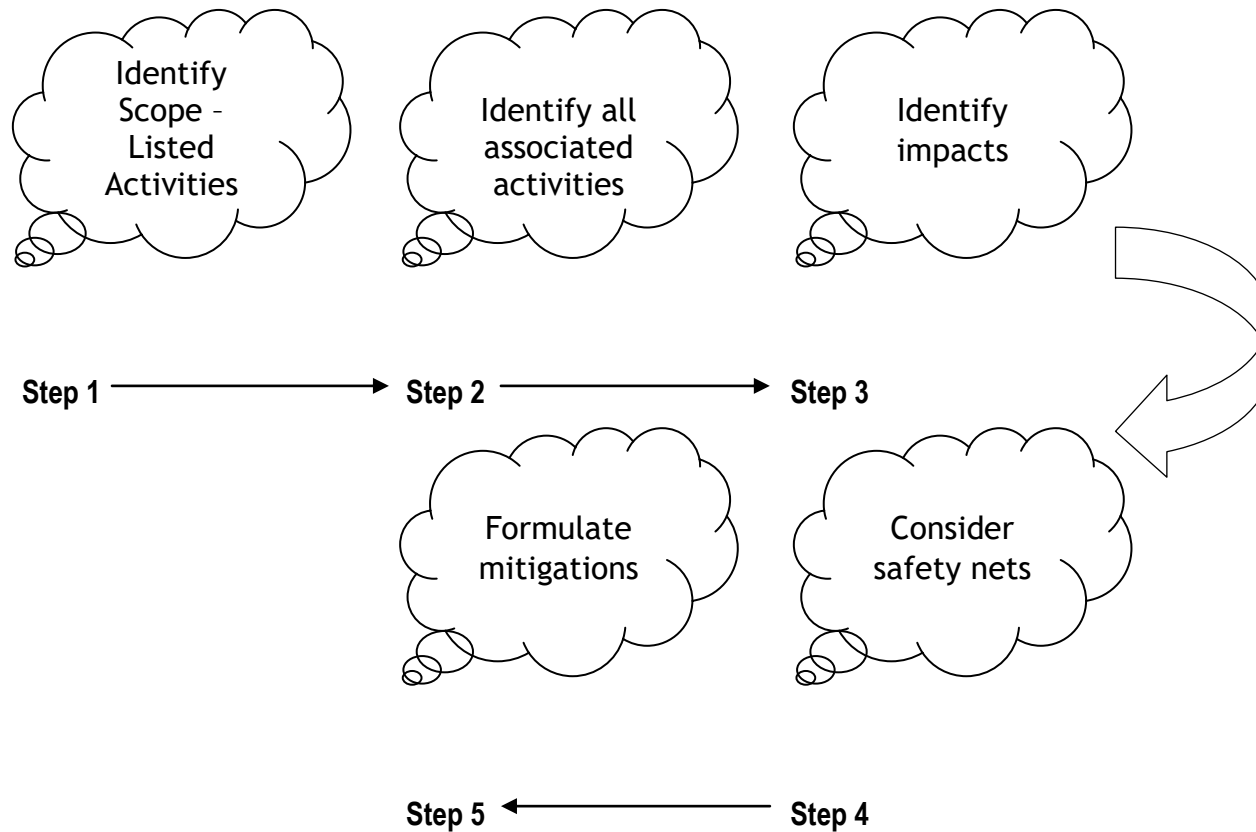 Identify
Scope –
Listed
Activities
Identify all
associated
activities
Identify
impacts
Step 1
Step 2
Step 3
Formulate
mitigations
Consider
safety nets
Step 5
Step 4